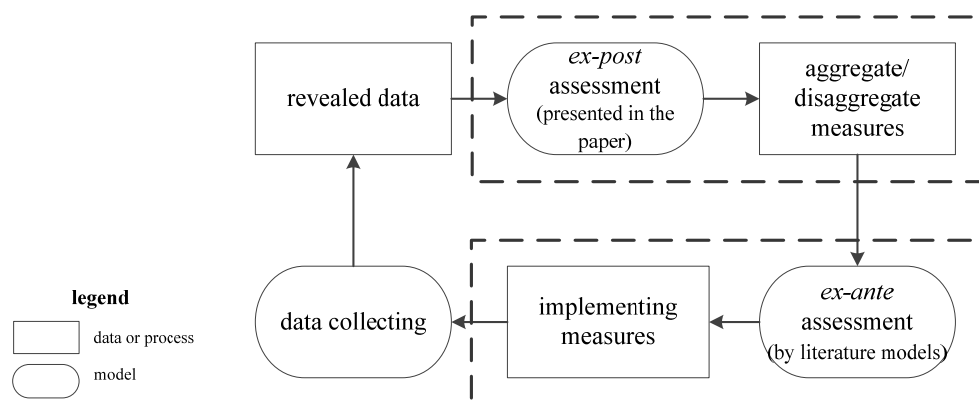 revealed data
ex-post
assessment
(presented in the
paper)
aggregate/
disaggregate
measures
data collecting
implementing
measures
ex-ante
assessment
(by literature models)
legend
data or process
model